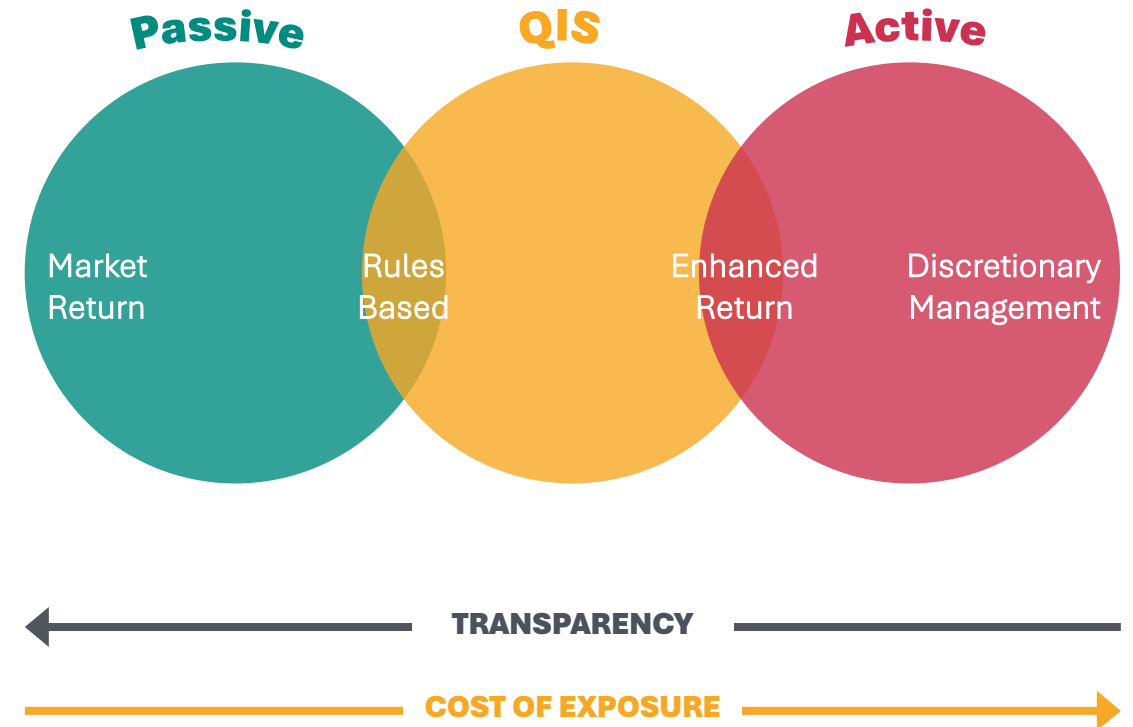 Passive
QIS
Active
Market
Return
Rules
Based
Enhanced
Return
Discretionary
Management
TRANSPARENCY
COST OF EXPOSURE